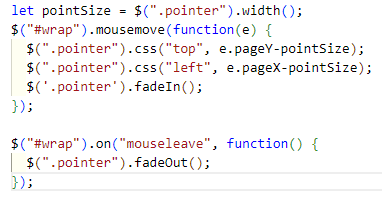 let pointSize = $(".pointer").width();
$("#wrap").mousemove(function(e) {
  $(".pointer").css("top", e.pageY-pointSize);
  $(".pointer").css("left", e.pageX-pointSize);
  $('.pointer').fadeIn();
});

$("#wrap").on("mouseleave", function() {
  $(".pointer").fadeOut();
});